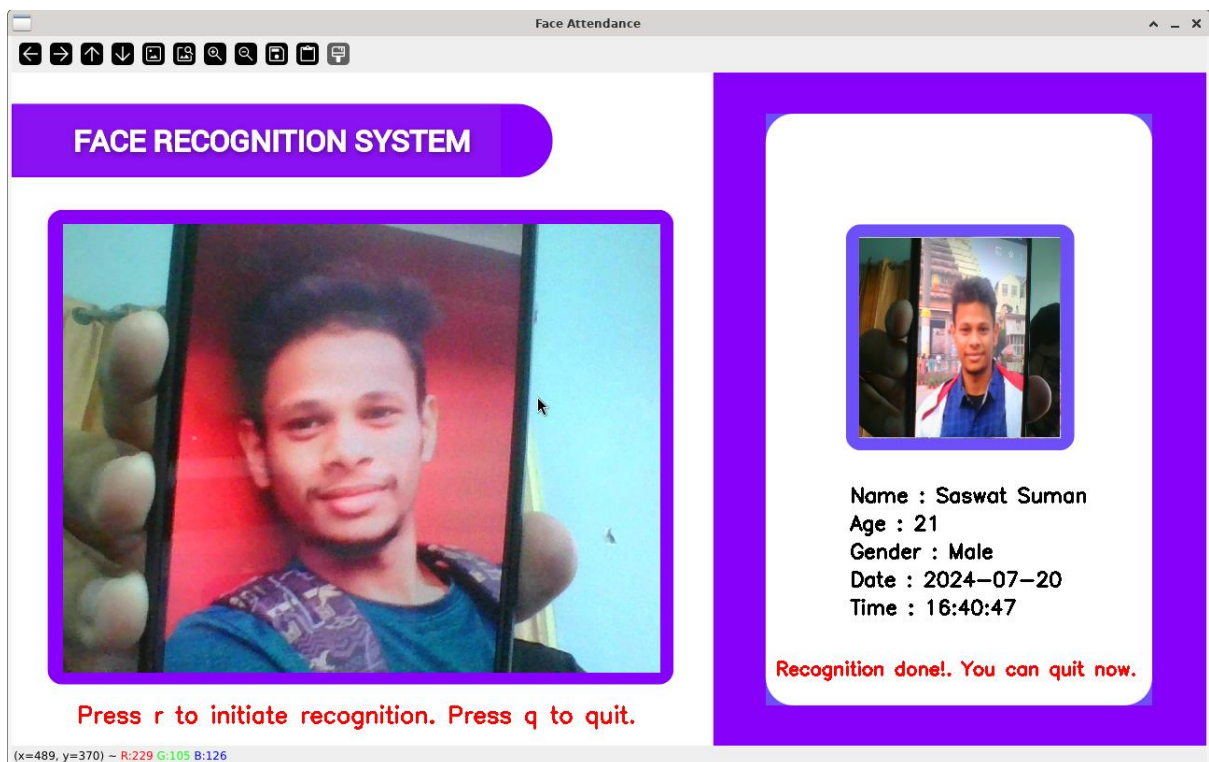 Face Attendance
FACE RECOGNITION SYSTEM
Press r to initiate recognition. Press q to quit.
Name : Saswat Suman
Age : 21
Gender : Male
Date : 2024-07-20
Time : 16:40:47
Recognition done!. You can quit now.
(x=489, y=370) ~ R:229 G:105 B:126